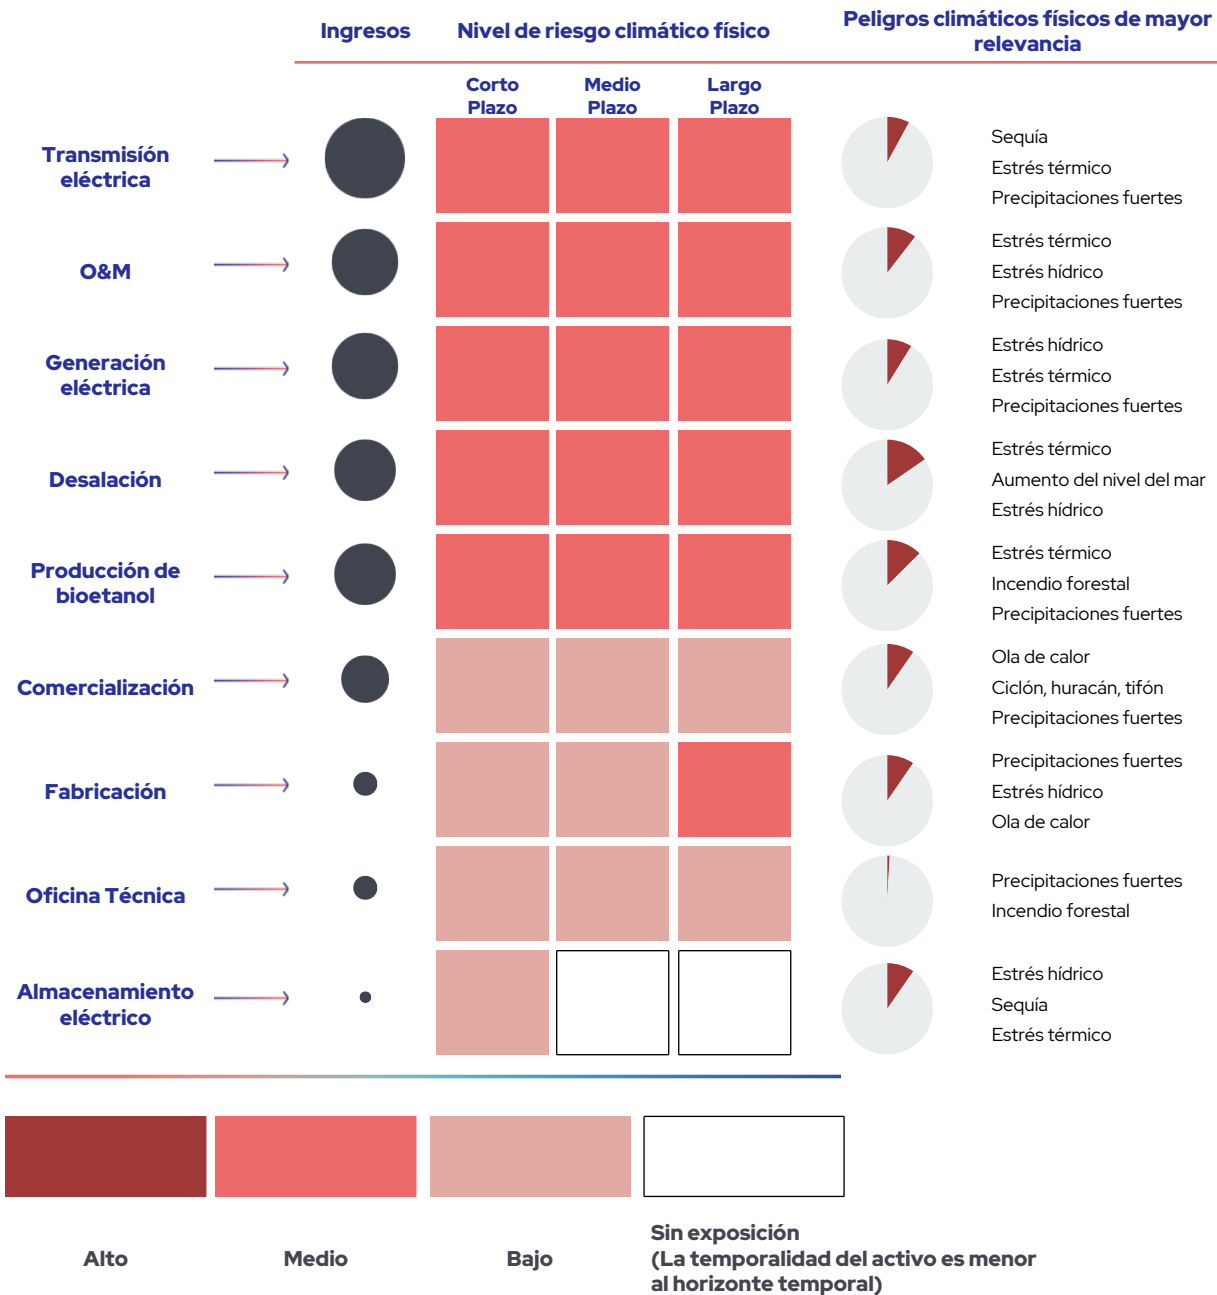 Ingresos
Nivel de riesgo climático físico
Peligros climáticos físicos de mayor
relevancia
Corto
Plazo
Medio
Plazo
Largo
Plazo
Transmisíón
eléctrica
Sequía
Estrés térmico
Precipitaciones fuertes
O&M
Estrés térmico
Estrés hídrico
Precipitaciones fuertes
Generación
eléctrica
Estrés hídrico
Estrés térmico
Precipitaciones fuertes
Desalación
Estrés térmico
Aumento del nivel del mar
Estrés hídrico
Producción de
bioetanol
Estrés térmico
Incendio forestal
Precipitaciones fuertes
Comercialización
Ola de calor
Ciclón, huracán, tifón
Precipitaciones fuertes
Fabricación
Precipitaciones fuertes
Estrés hídrico
Ola de calor
Oficina Técnica
Precipitaciones fuertes
Incendio forestal
Almacenamiento
eléctrico
Estrés hídrico
Sequía
Estrés térmico
Alto
Medio
Bajo
Sin exposición
(La temporalidad del activo es menor
al horizonte temporal)